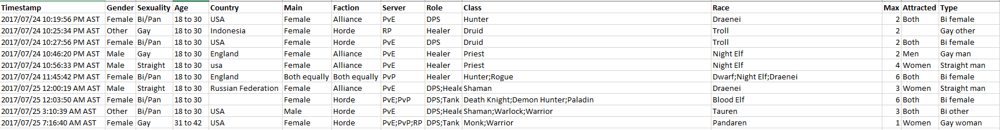 Timestamp Gender Sexuality Age Country Main Faction Server Role Class Race Max Attracted Type
2017/07/24 10:19:56 PM AST Female Bi/Pan 18 to 30 USA Female Alliance PvE DPS Hunter Draenei 2 Both Bi female
2017/07/24 10:25:34 PM AST Other Gay 18 to 30 Indonesia Female Horde RP Healer Druid Troll 2 Gay other
2017/07/24 10:27:56 PM AST Female Bi/Pan 18 to 30 USA Female Horde PvE DPS Druid Troll 2 Both Bi female
2017/07/24 10:46:20 PM AST Male Gay 18 to 30 England Female Alliance PvE Healer Priest Night Elf 2 Men Gay man
2017/07/24 10:56:33 PM AST Male Straight 18 to 30 usa Female Alliance PvE Healer Priest Night Elf 4 Women Straight man
2017/07/24 11:45:42 PM AST Female Bi/Pan 18 to 30 England Both equally Both equally PvP Healer Hunter;Rogue Dwarf;Night Elf;Draenei 6 Both Bi female
2017/07/25 12:00:19 AM AST Male Straight 18 to 30 Russian Federation Female Alliance PvE DPS;Heale Shaman Draenei 3 Women Straight man
2017/07/25 12:03:50 AM AST Female Bi/Pan 18 to 30 Female Horde PvE;PvP DPS;Tank Death Knight;Demon Hunter;Paladin Blood Elf 6 Both Bi female
2017/07/25 3:10:39 AM AST Other Bi/Pan 18 to 30 USA Male Horde PvE DPS;Heale Shaman;Warlock;Warrior Tauren 3 Both Bi other
2017/07/25 7:16:40 AM AST Female Gay 31 to 42 USA Female Horde PvE;PvP;RP DPS;Tank Monk;Warrior Pandaren 1 Women Gay woman